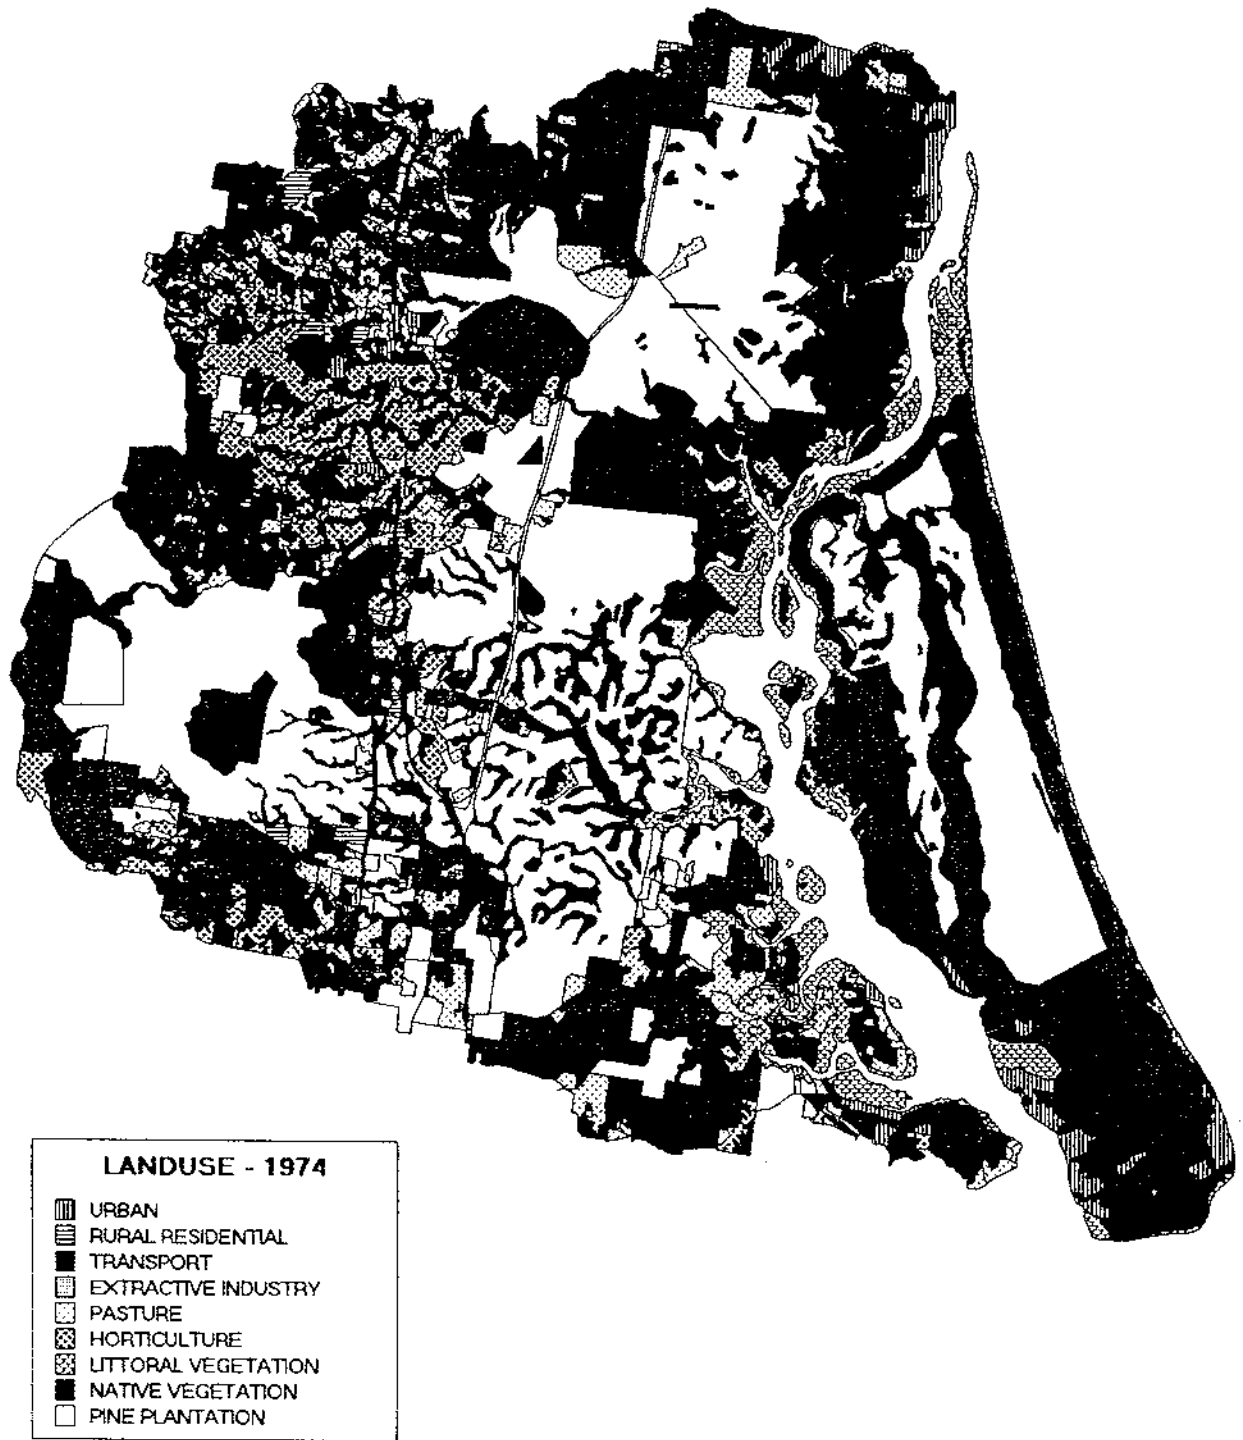 LANDUSE - 1974
URBAN
RURAL RESIDENTIAL
TRANSPORT
EXTRACTIVE INDUSTRY
PASTURE
HORTICULTURE
LITTORAL VEGETATION
NATIVE VEGETATION
PINE PLANTATION